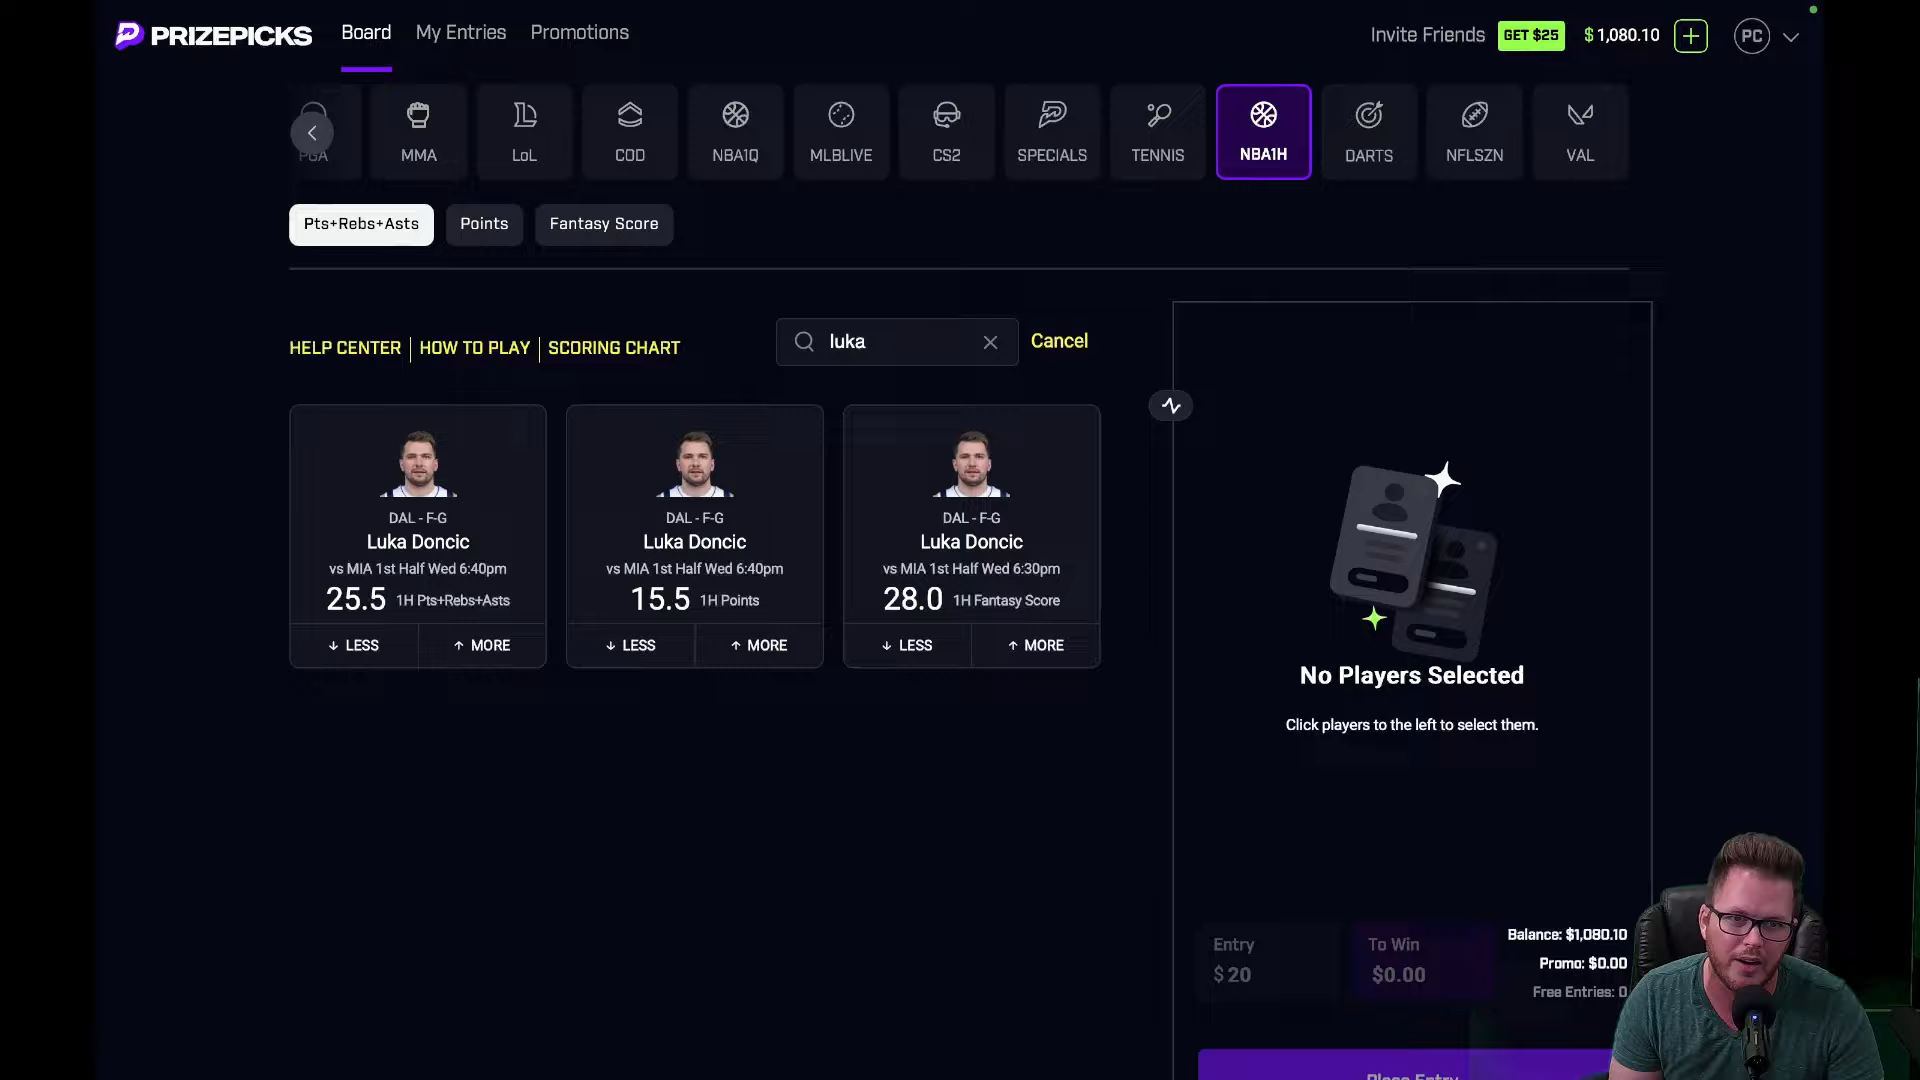 PRIZEPICKS
Board
My Entries
Promotions
Invite Friends
GET $25
$ 1,080.10
PC
PGA
MMA
LoL
COD
NBA1Q
MLBLIVE
CS2
SPECIALS
TENNIS
NBA1H
DARTS
NFLSZN
VAL
Pts+Rebs+Asts
Points
Fantasy Score
HELP CENTER
HOW TO PLAY
SCORING CHART
luka
Cancel
DAL - F-G
Luka Doncic
vs MIA 1st Half Wed 6:40pm
25.5 1H Pts+Rebs+Asts
↓ LESS
↑ MORE
DAL - F-G
Luka Doncic
vs MIA 1st Half Wed 6:40pm
15.5 1H Points
↓ LESS
↑ MORE
DAL - F-G
Luka Doncic
vs MIA 1st Half Wed 6:30pm
28.0 1H Fantasy Score
↓ LESS
↑ MORE
No Players Selected
Click players to the left to select them.
Entry
$ 20
To Win
$0.00
Balance: $1,080.10
Promo: $0.00
Free Entries: 0
Place Entry